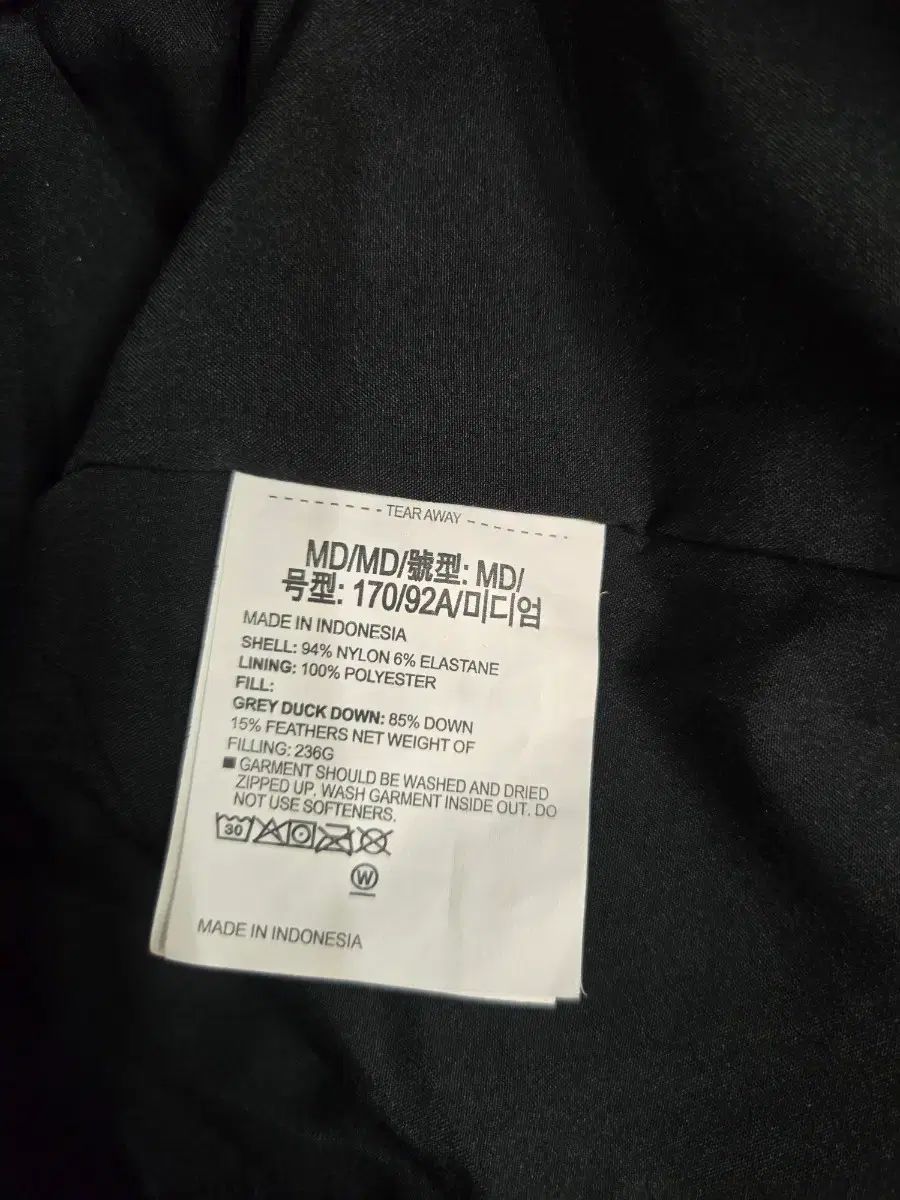 TEAR AWAY
MD/MD/號型: MD/
号型: 170/92A/미디엄
MADE IN INDONESIA
SHELL: 94% NYLON 6% ELASTANE
LINING: 100% POLYESTER
FILL:
GREY DUCK DOWN: 85% DOWN
15% FEATHERS NET WEIGHT OF
FILLING: 236G
■ GARMENT SHOULD BE WASHED AND DRIED
ZIPPED UP. WASH GARMENT INSIDE OUT. DO
NOT USE SOFTENERS.
30
W
MADE IN INDONESIA